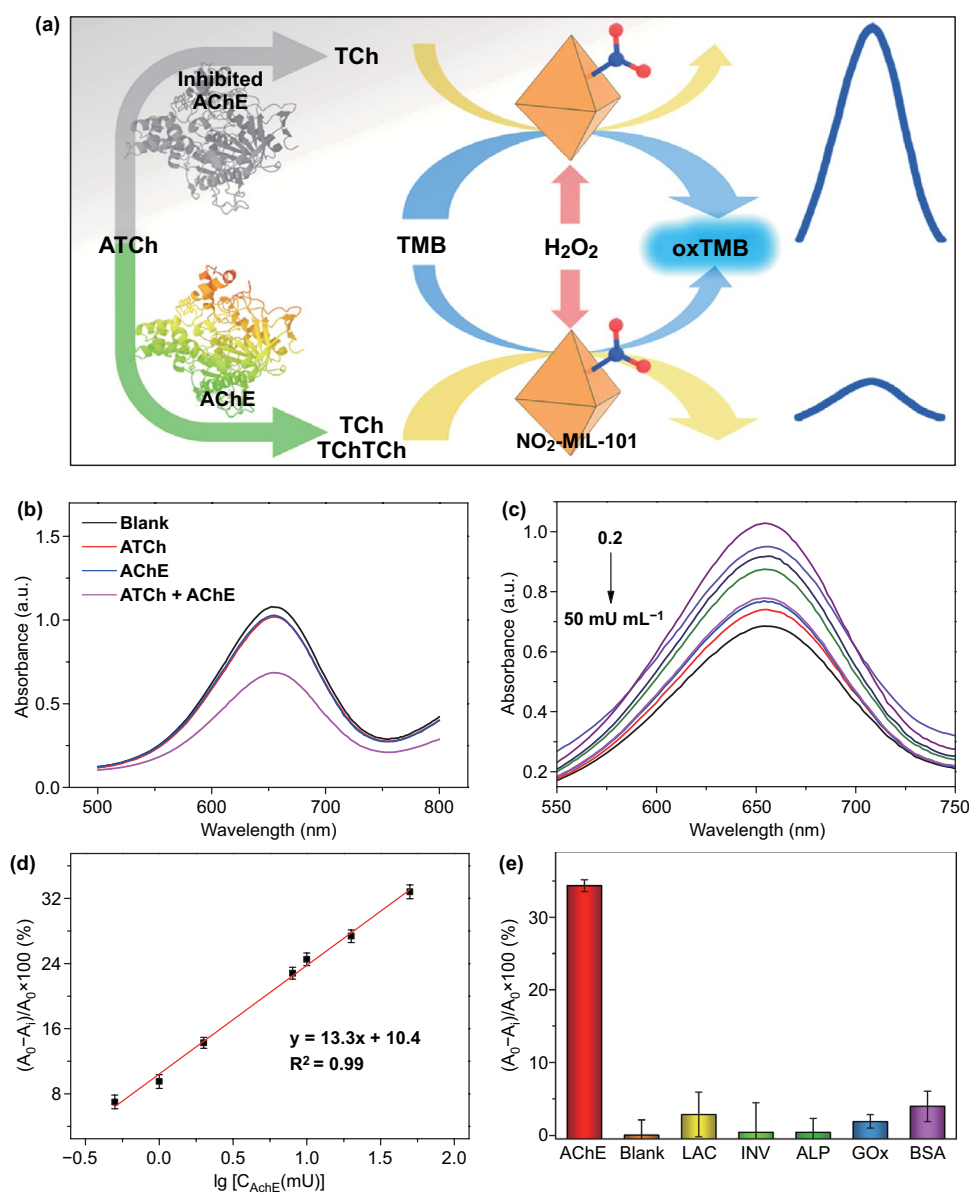 (a)
TCh
Inhibited
AChE
ATCh
TMB
H₂O₂
oxTMB
AChE
TCh
TChTCh
NO₂-MIL-101
(b)
Blank
ATCh
AChE
ATCh + AChE
Absorbance (a.u.)
1.5
1.0
0.5
0.0
500 600 700 800
Wavelength (nm)
(c)
0.2
50 mU mL⁻¹
Absorbance (a.u.)
1.0
0.8
0.6
0.4
0.2
550 600 650 700 750
Wavelength (nm)
(d)
(A₀−Aᵢ)/A₀×100 (%)
32
24
16
8
y = 13.3x + 10.4
R² = 0.99
−0.5 0.0 0.5 1.0 1.5 2.0
lg [C_AchE(mU)]
(e)
(A₀−Aᵢ)/A₀×100 (%)
30
20
10
0
AChE Blank LAC INV ALP GOx BSA